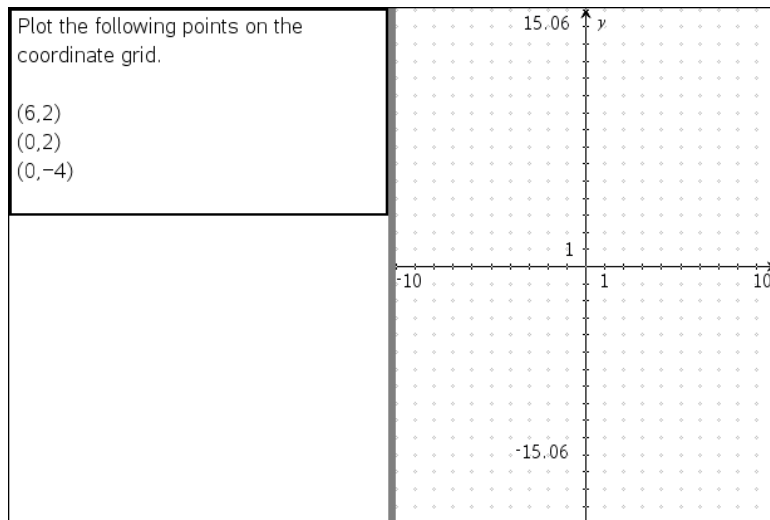 Plot the following points on the
coordinate grid.
(6,2)
(0,2)
(0,−4)
15.06 y
1
-10 1 10
-15.06